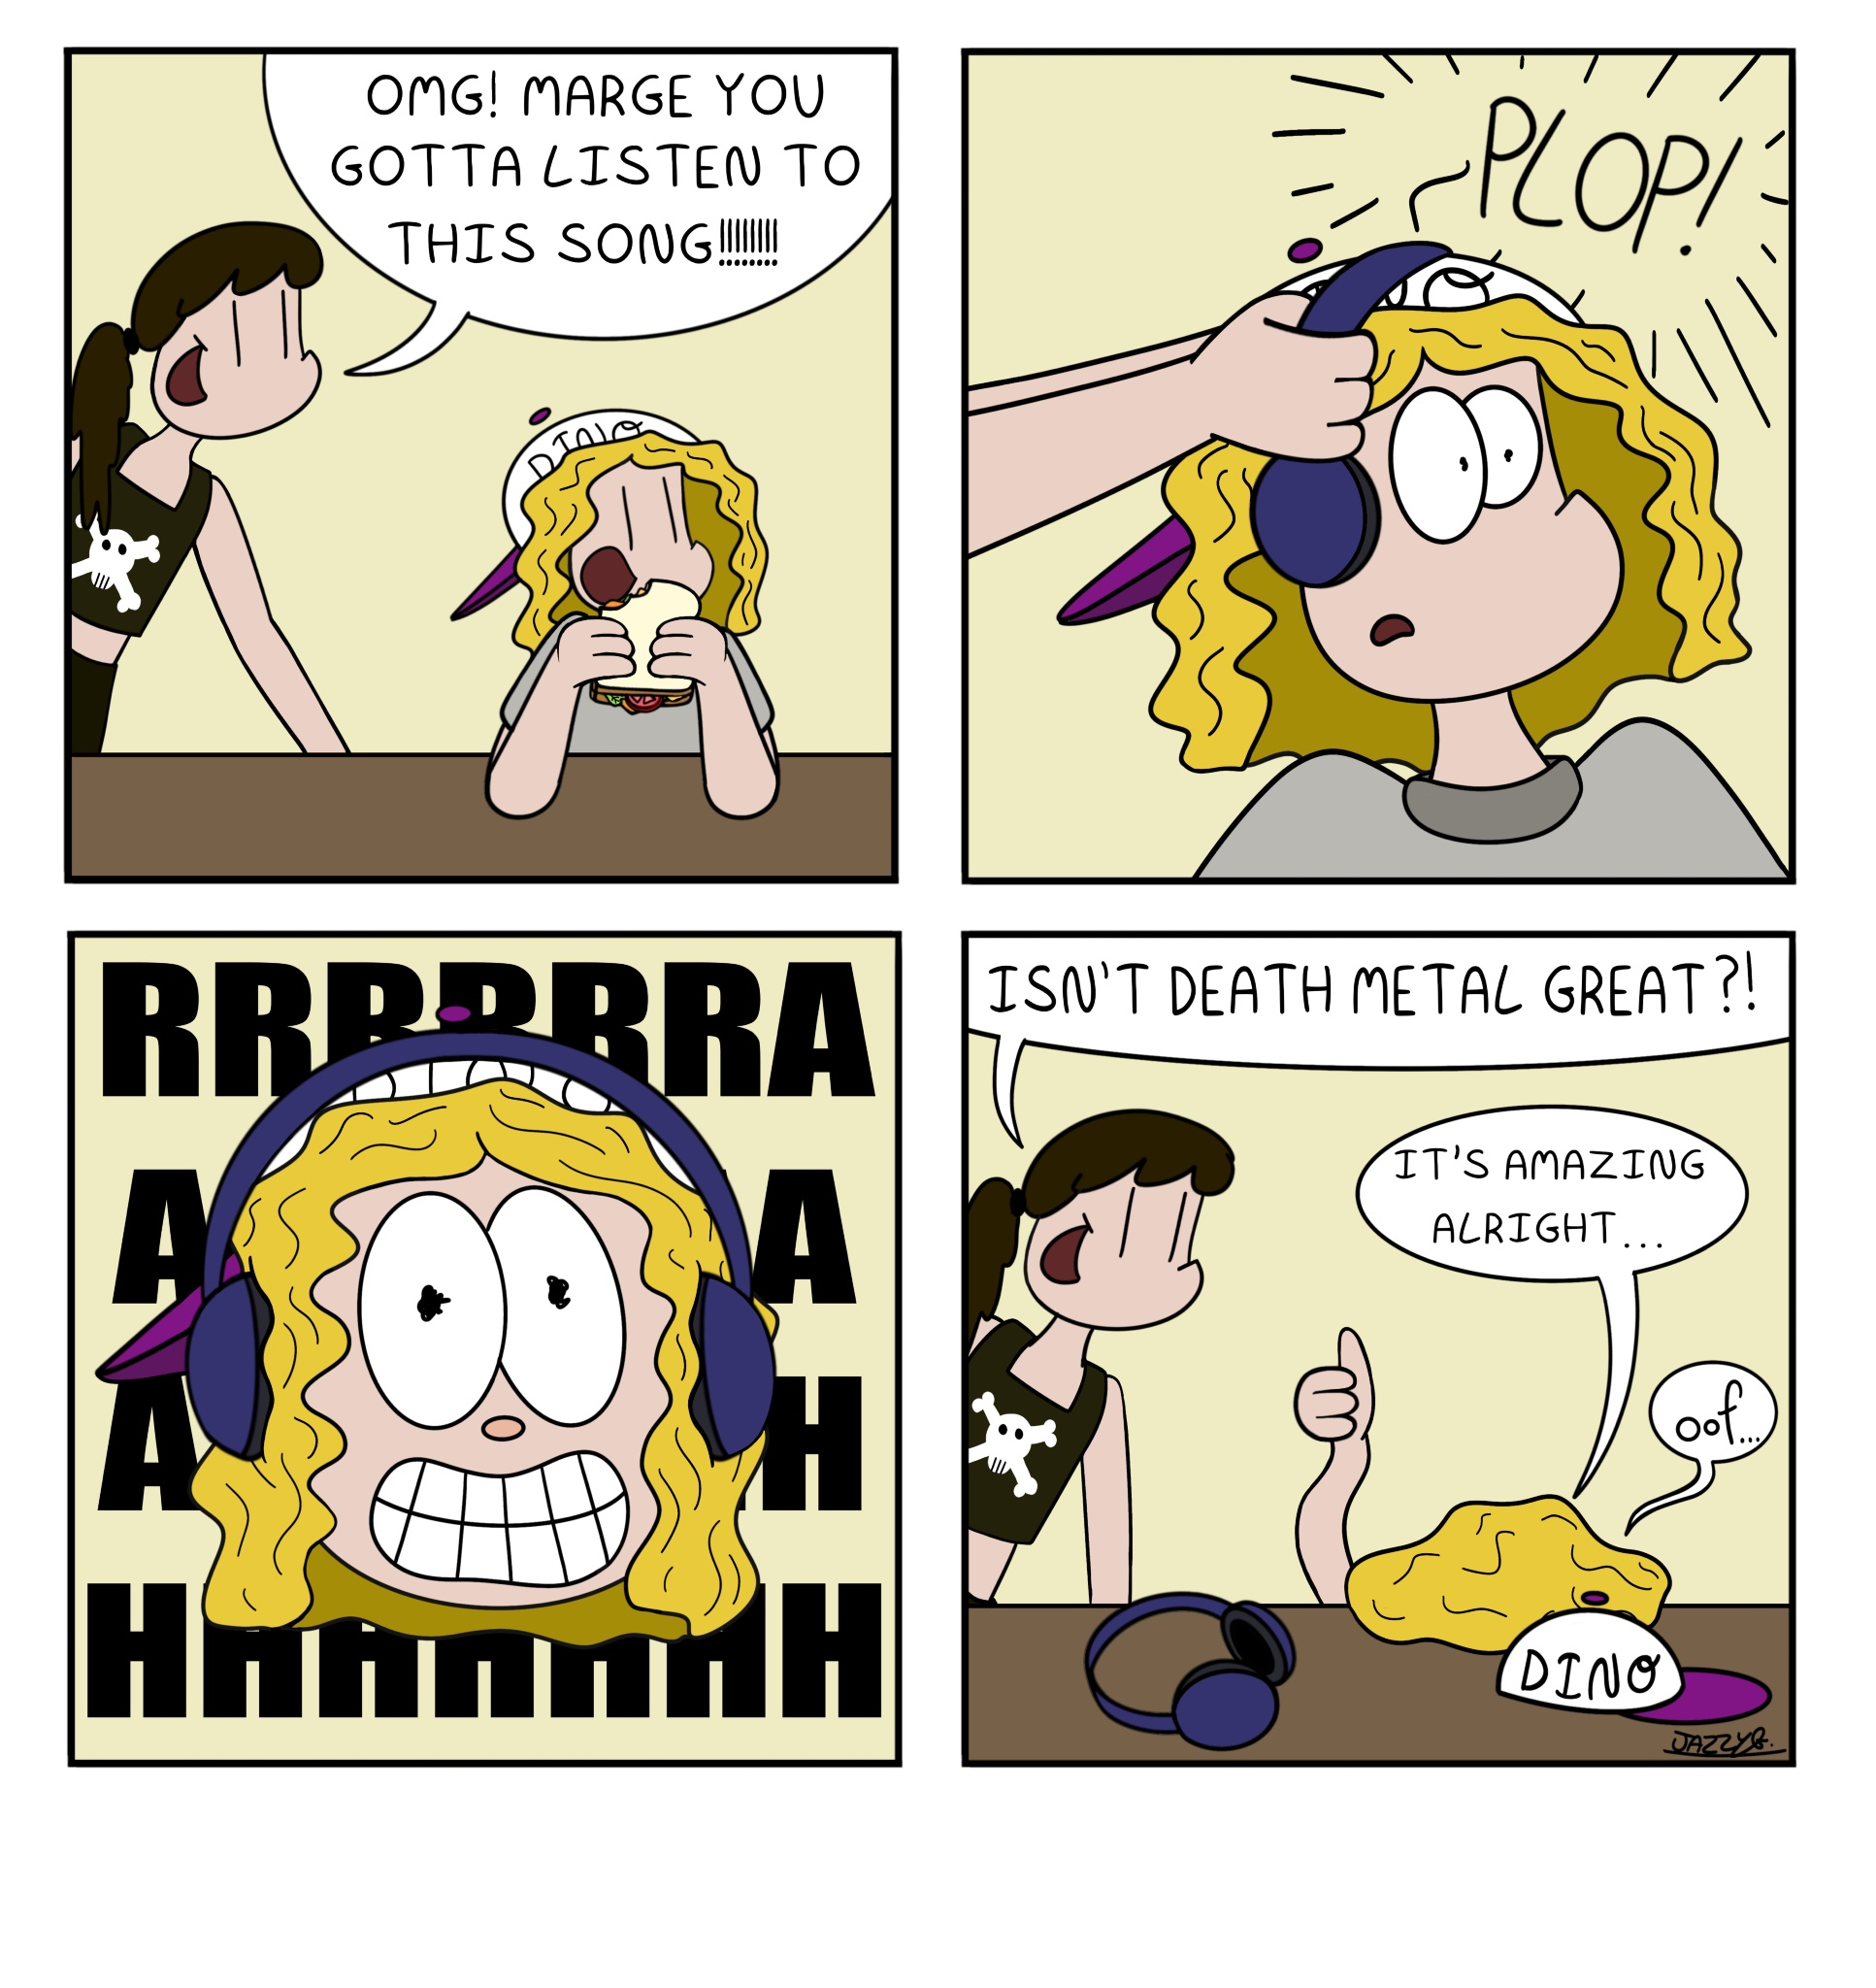 OMG! MARGE YOU
GOTTA LISTEN TO
THIS SONG!!!!!!!!!
DINO
PLOP!
RRRRRRA
A A
A H
HHHHHHH
ISN'T DEATH METAL GREAT?!
IT'S AMAZING
ALRIGHT...
oof...
DINO